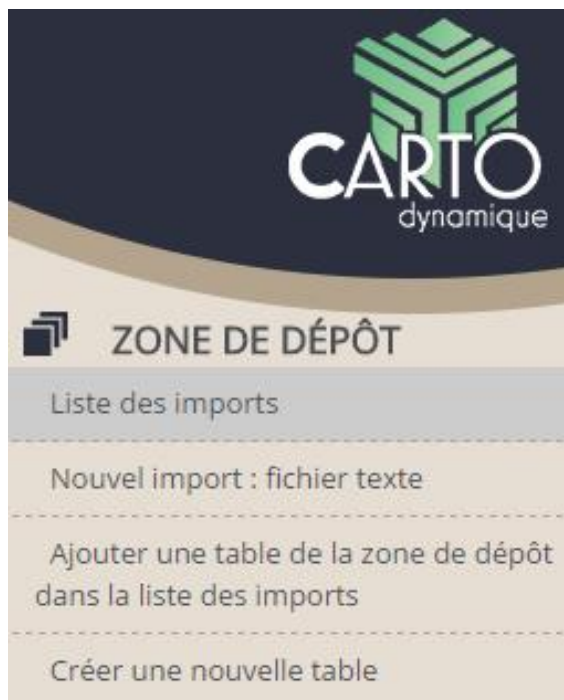 CARTO
dynamique
ZONE DE DÉPÔT
Liste des imports
Nouvel import : fichier texte
Ajouter une table de la zone de dépôt
dans la liste des imports
Créer une nouvelle table